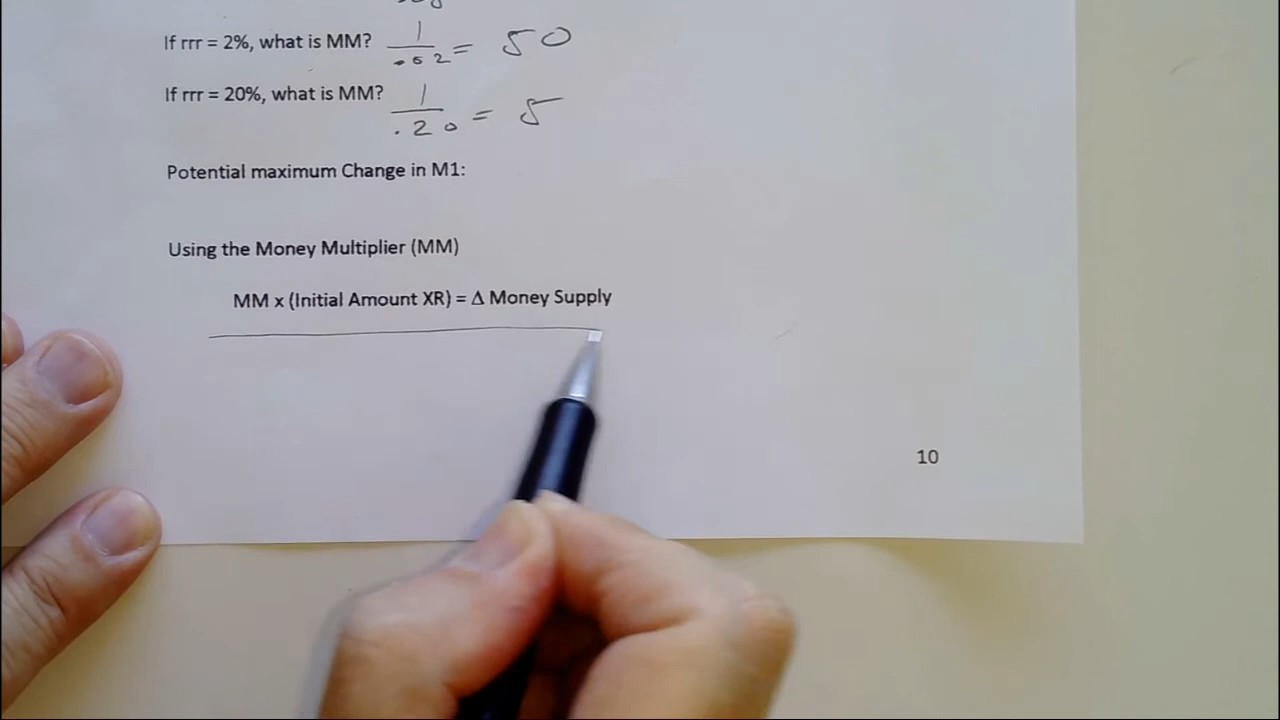 If rrr = 2%, what is MM? 1/.02 = 50
If rrr = 20%, what is MM? 1/.20 = 5
Potential maximum Change in M1:
Using the Money Multiplier (MM)
MM x (Initial Amount XR) = Δ Money Supply
10